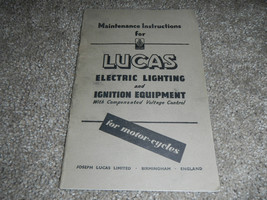 Maintenance Instructions
for
LUCAS
ELECTRIC LIGHTING
and
IGNITION EQUIPMENT
With Compensated Voltage Control
for motor-cycles
JOSEPH LUCAS LIMITED · BIRMINGHAM · ENGLAND